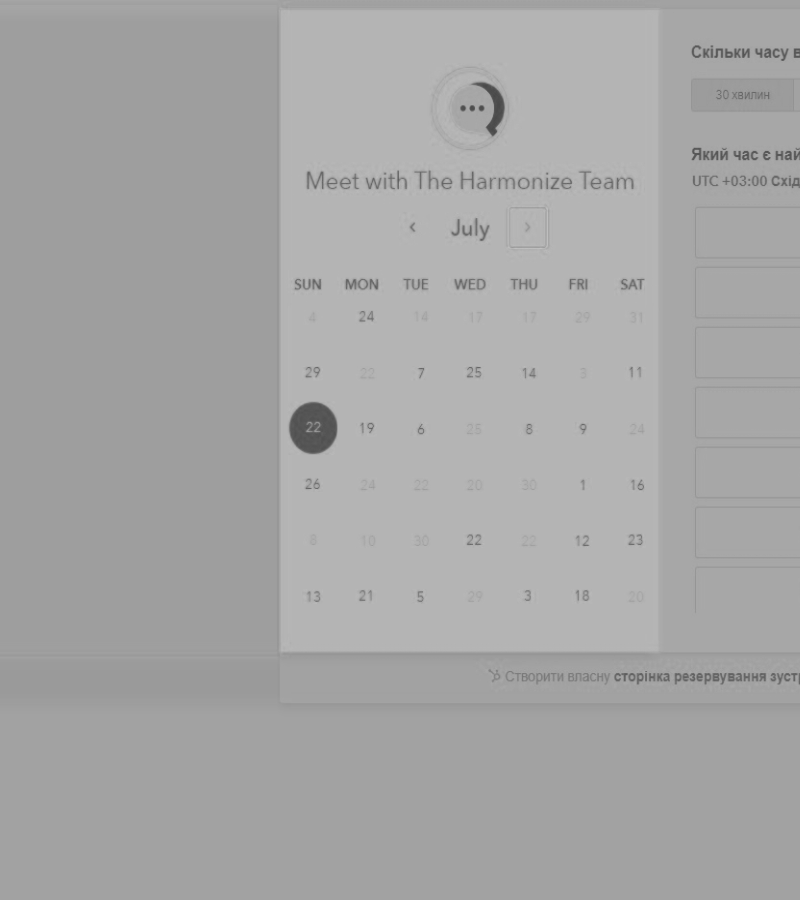 Meet with The Harmonize Team
July
SUN MON TUE WED THU FRI SAT
4 24 14 17 17 29 31
29 22 7 25 14 3 11
22 19 6 25 8 9 24
26 24 22 20 30 1 16
8 10 30 22 22 12 23
13 21 5 29 3 18 20
Скільки часу в
30 хвилин
Який час є най
UTC +03:00 Схід
Створити власну сторінка резервування зуст